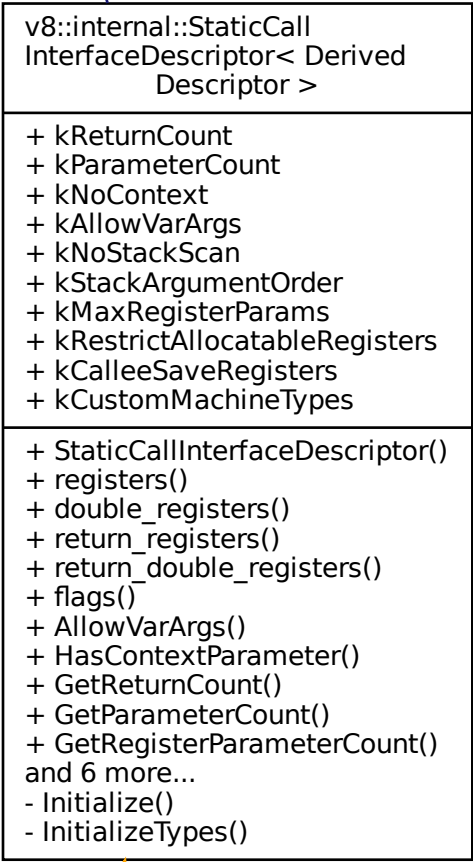 v8::internal::StaticCall
InterfaceDescriptor< Derived
Descriptor >
+ kReturnCount
+ kParameterCount
+ kNoContext
+ kAllowVarArgs
+ kNoStackScan
+ kStackArgumentOrder
+ kMaxRegisterParams
+ kRestrictAllocatableRegisters
+ kCalleeSaveRegisters
+ kCustomMachineTypes
+ StaticCallInterfaceDescriptor()
+ registers()
+ double_registers()
+ return_registers()
+ return_double_registers()
+ flags()
+ AllowVarArgs()
+ HasContextParameter()
+ GetReturnCount()
+ GetParameterCount()
+ GetRegisterParameterCount()
and 6 more...
- Initialize()
- InitializeTypes()